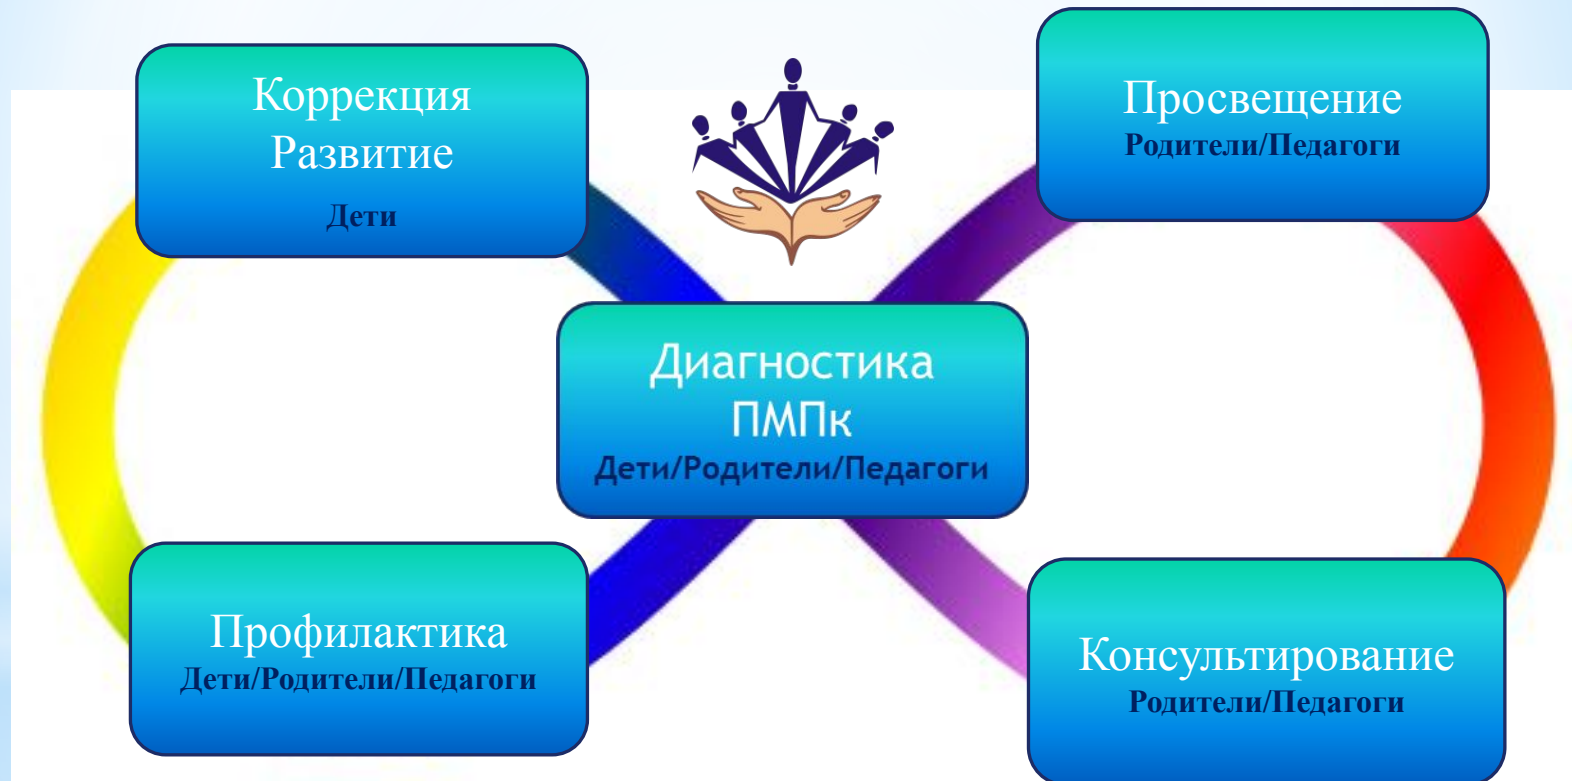 Коррекция
Развитие
Дети
Просвещение
Родители/Педагоги
Диагностика
ПМПк
Дети/Родители/Педагоги
Профилактика
Дети/Родители/Педагоги
Консультирование
Родители/Педагоги